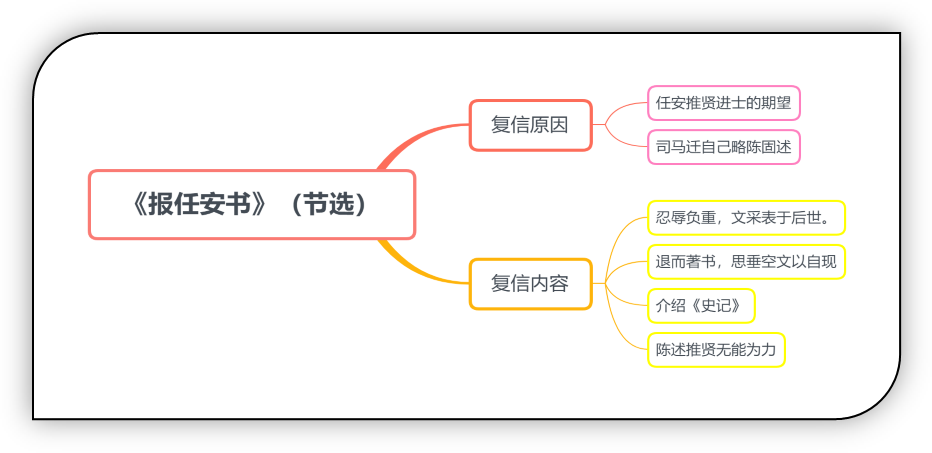 《报任安书》（节选）
复信原因
任安推贤进士的期望
司马迁自己略陈固述
复信内容
忍辱负重，文采表于后世。
退而著书，思垂空文以自现
介绍《史记》
陈述推贤无能为力